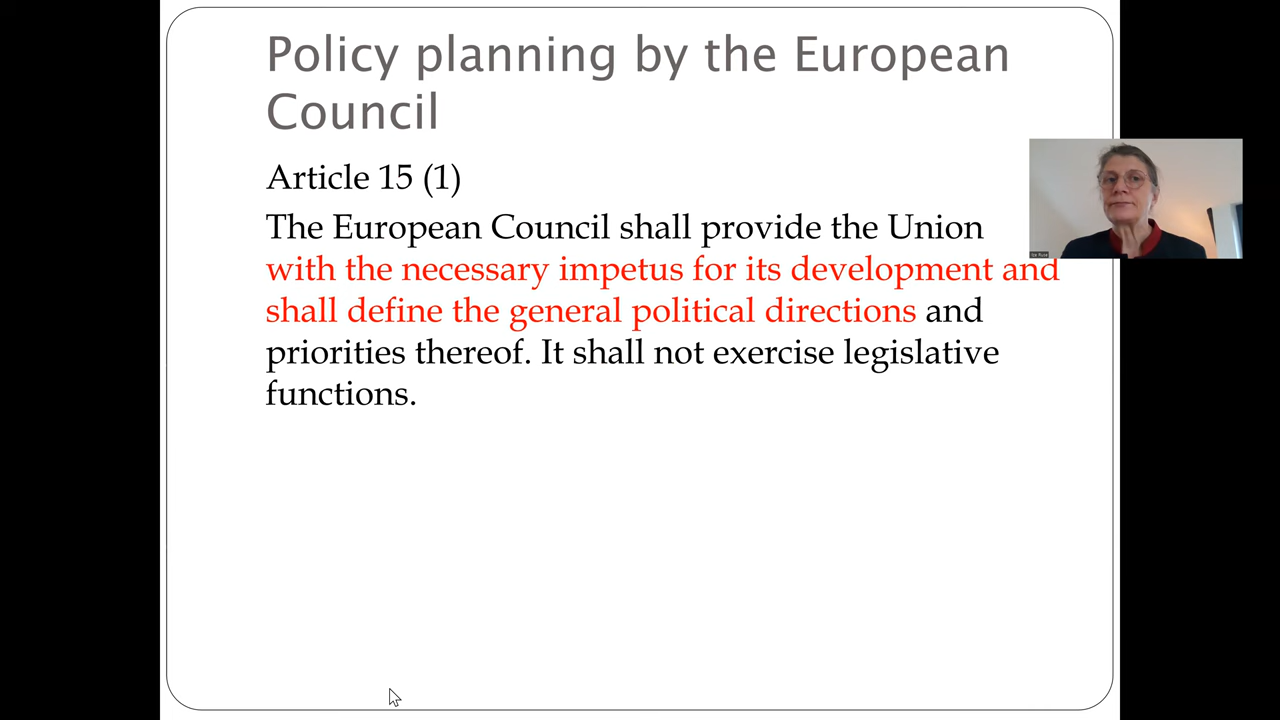 Policy planning by the European
Council
Article 15 (1)
The European Council shall provide the Union
with the necessary impetus for its development and
shall define the general political directions and
priorities thereof. It shall not exercise legislative
functions.